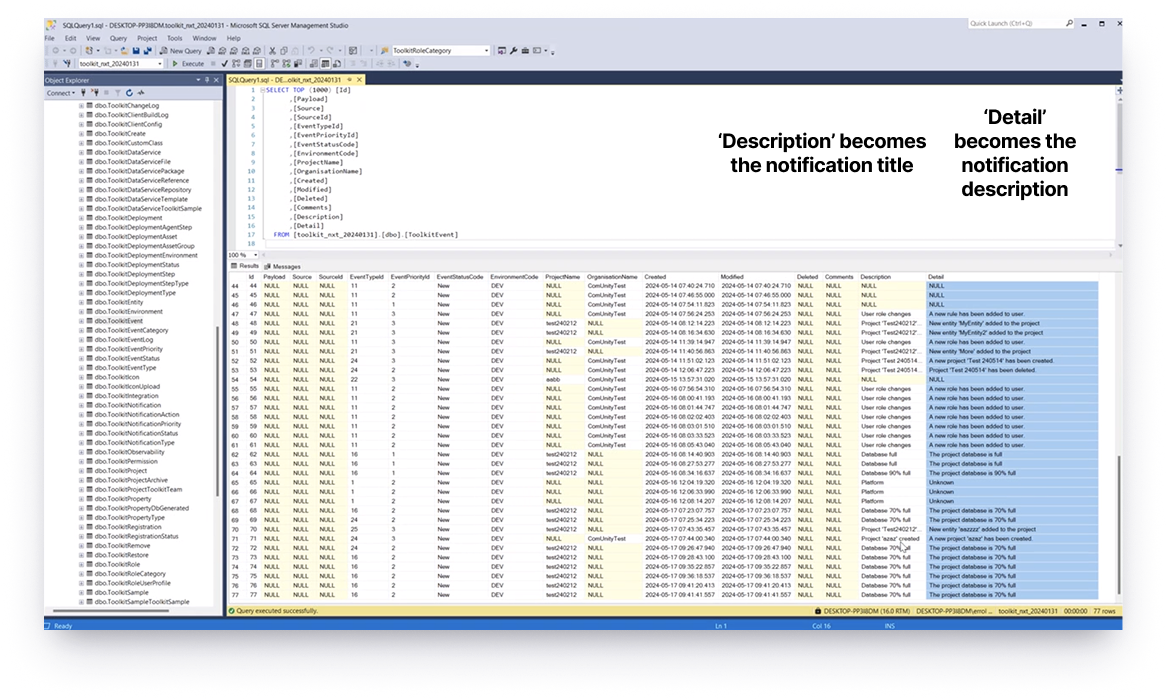 SQLQuery1.sql - DESKTOP-PP3I8DM.toolkit_nxt_20240131 - Microsoft SQL Server Management Studio
Quick Launch (Ctrl+Q)
File Edit View Query Project Tools Window Help
New Query
ToolkitRoleCategory
toolkit_nxt_20240131
Execute
Object Explorer
Connect
dbo.ToolkitChangeLog
dbo.ToolkitClientBuildLog
dbo.ToolkitClientConfig
dbo.ToolkitCreate
dbo.ToolkitCustomClass
dbo.ToolkitDataService
dbo.ToolkitDataServiceFile
dbo.ToolkitDataServicePackage
dbo.ToolkitDataServiceReference
dbo.ToolkitDataServiceRepository
dbo.ToolkitDataServiceTemplate
dbo.ToolkitDataServiceToolkitSample
dbo.ToolkitDeployment
dbo.ToolkitDeploymentAgentStep
dbo.ToolkitDeploymentAsset
dbo.ToolkitDeploymentAssetGroup
dbo.ToolkitDeploymentEnvironment
dbo.ToolkitDeploymentStatus
dbo.ToolkitDeploymentStep
dbo.ToolkitDeploymentStepType
dbo.ToolkitDeploymentType
dbo.ToolkitEntity
dbo.ToolkitEnvironment
dbo.ToolkitEvent
dbo.ToolkitEventCategory
dbo.ToolkitEventLog
dbo.ToolkitEventPriority
dbo.ToolkitEventStatus
dbo.ToolkitEventType
dbo.ToolkitIcon
dbo.ToolkitIconUpload
dbo.ToolkitIntegration
dbo.ToolkitNotification
dbo.ToolkitNotificationAction
dbo.ToolkitNotificationPriority
dbo.ToolkitNotificationStatus
dbo.ToolkitNotificationType
dbo.ToolkitObservability
dbo.ToolkitPermission
dbo.ToolkitProject
dbo.ToolkitProjectArchive
dbo.ToolkitProjectToolkitTeam
dbo.ToolkitProperty
dbo.ToolkitPropertyDbGenerated
dbo.ToolkitPropertyType
dbo.ToolkitRegistration
dbo.ToolkitRegistrationStatus
dbo.ToolkitRemove
dbo.ToolkitRestore
dbo.ToolkitRole
dbo.ToolkitRoleCategory
dbo.ToolkitRoleUserProfile
dbo.ToolkitSample
dbo.ToolkitSampleToolkitSample
SQLQuery1.sql - DE...olkit_nxt_20240131
1 SELECT TOP (1000) [Id]
2 ,[Payload]
3 ,[Source]
4 ,[SourceId]
5 ,[EventTypeId]
6 ,[EventPriorityId]
7 ,[EventStatusCode]
8 ,[EnvironmentCode]
9 ,[ProjectName]
10 ,[OrganisationName]
11 ,[Created]
12 ,[Modified]
13 ,[Deleted]
14 ,[Comments]
15 ,[Description]
16 ,[Detail]
17 FROM [toolkit_nxt_20240131].[dbo].[ToolkitEvent]
18
‘Description’ becomes
the notification title
‘Detail’
becomes the
notification
description
100 %
Results Messages
Id Payload Source SourceId EventTypeId EventPriorityId EventStatusCode EnvironmentCode ProjectName OrganisationName Created Modified Deleted Comments Description Detail
44 44 NULL NULL NULL 11 2 New DEV NULL ComUnityTest 2024-05-14 07:40:24.710 2024-05-14 07:40:24.710 NULL NULL NULL NULL
45 45 NULL NULL NULL 11 2 New DEV NULL ComUnityTest 2024-05-14 07:46:55.000 2024-05-14 07:46:55.000 NULL NULL NULL NULL
46 46 NULL NULL NULL 11 1 New DEV NULL ComUnityTest 2024-05-14 07:54:11.823 2024-05-14 07:54:11.823 NULL NULL NULL NULL
47 47 NULL NULL NULL 11 3 New DEV NULL ComUnityTest 2024-05-14 07:56:24.253 2024-05-14 07:56:24.253 NULL NULL User role changes A new rule has been added to user.
48 48 NULL NULL NULL 21 3 New DEV test240212 NULL 2024-05-14 08:12:14.223 2024-05-14 08:12:14.223 NULL NULL Project 'Test240212'... New entity 'MyEntity' added to the project
49 49 NULL NULL NULL 21 3 New DEV test240212 NULL 2024-05-14 08:16:34.630 2024-05-14 08:16:34.630 NULL NULL Project 'Test240212'... New entity 'MyEntity2' added to the project
50 50 NULL NULL NULL 11 3 New DEV NULL ComUnityTest 2024-05-14 11:39:14.947 2024-05-14 11:39:14.947 NULL NULL User role changes A new role has been added to user.
51 51 NULL NULL NULL 21 3 New DEV test240212 NULL 2024-05-14 11:40:56.863 2024-05-14 11:40:56.863 NULL NULL Project 'Test240212'... New entity 'More' added to the project
52 52 NULL NULL NULL 24 3 New DEV NULL ComUnityTest 2024-05-14 11:51:02.123 2024-05-14 11:51:02.123 NULL NULL Project 'Test 240514... A new project 'Test 240514' has been created.
53 53 NULL NULL NULL 24 2 New DEV NULL ComUnityTest 2024-05-14 12:06:47.223 2024-05-14 12:06:47.223 NULL NULL Project 'Test 240514... Project 'Test 240514' has been deleted.
54 54 NULL NULL NULL 22 3 New DEV aabb ComUnityTest 2024-05-15 13:57:31.020 2024-05-15 13:57:31.020 NULL NULL NULL NULL
55 55 NULL NULL NULL 11 2 New DEV NULL ComUnityTest 2024-05-16 07:56:54.310 2024-05-16 07:56:54.310 NULL NULL User role changes A new role has been added to user.
56 56 NULL NULL NULL 11 2 New DEV NULL ComUnityTest 2024-05-16 08:00:41.193 2024-05-16 08:00:41.193 NULL NULL User role changes A new role has been added to user.
57 57 NULL NULL NULL 11 2 New DEV NULL ComUnityTest 2024-05-16 08:01:44.747 2024-05-16 08:01:44.747 NULL NULL User role changes A new role has been added to user.
58 58 NULL NULL NULL 11 2 New DEV NULL ComUnityTest 2024-05-16 08:02:02.403 2024-05-16 08:02:02.403 NULL NULL User role changes A new role has been added to user.
59 59 NULL NULL NULL 11 2 New DEV NULL ComUnityTest 2024-05-16 08:03:01.510 2024-05-16 08:03:01.510 NULL NULL User role changes A new role has been added to user.
60 60 NULL NULL NULL 11 2 New DEV NULL ComUnityTest 2024-05-16 08:03:33.523 2024-05-16 08:03:33.523 NULL NULL User role changes A new role has been added to user.
61 61 NULL NULL NULL 11 2 New DEV NULL ComUnityTest 2024-05-16 08:05:43.040 2024-05-16 08:05:43.040 NULL NULL User role changes A new role has been added to user.
62 62 NULL NULL NULL 16 1 New DEV test240212 NULL 2024-05-16 08:14:40.903 2024-05-16 08:14:40.903 NULL NULL Database full The project database is full
63 63 NULL NULL NULL 16 1 New DEV test240212 NULL 2024-05-16 08:27:53.277 2024-05-16 08:27:53.277 NULL NULL Database full The project database is full
64 64 NULL NULL NULL 16 1 New DEV test240212 NULL 2024-05-16 08:34:16.637 2024-05-16 08:34:16.637 NULL NULL Database 90% full The project database is 90% full
65 65 NULL NULL NULL 1 2 New DEV NULL ComUnityTest 2024-05-16 12:04:19.320 2024-05-16 12:04:19.320 NULL NULL Platform Unknown
66 66 NULL NULL NULL 1 2 New DEV NULL ComUnityTest 2024-05-16 12:06:33.990 2024-05-16 12:06:33.990 NULL NULL Platform Unknown
67 67 NULL NULL NULL 1 2 New DEV NULL ComUnityTest 2024-05-16 12:08:14.207 2024-05-16 12:08:14.207 NULL NULL Platform Unknown
68 68 NULL NULL NULL 16 2 New DEV test240212 NULL 2024-05-17 07:23:07.757 2024-05-17 07:23:07.757 NULL NULL Database 70% full The project database is 70% full
69 69 NULL NULL NULL 24 2 New DEV test240212 NULL 2024-05-17 07:25:34.223 2024-05-17 07:25:34.223 NULL NULL Database 70% full The project database is 70% full
70 70 NULL NULL NULL 25 3 New DEV test240212 NULL 2024-05-17 07:43:35.457 2024-05-17 07:43:35.457 NULL NULL Project 'Test240212'... New entity 'aazzzz' added to the project
71 71 NULL NULL NULL 24 3 New DEV NULL ComUnityTest 2024-05-17 07:44:00.340 2024-05-17 07:44:00.340 NULL NULL Project 'azaz' created A new project 'azaz' has been created.
72 72 NULL NULL NULL 24 2 New DEV test240212 NULL 2024-05-17 09:26:47.940 2024-05-17 09:26:47.940 NULL NULL Database 70% full The project database is 70% full
73 73 NULL NULL NULL 16 2 New DEV test240212 NULL 2024-05-17 09:28:43.100 2024-05-17 09:28:43.100 NULL NULL Database 70% full The project database is 70% full
74 74 NULL NULL NULL 16 2 New DEV test240212 NULL 2024-05-17 09:35:22.857 2024-05-17 09:35:22.857 NULL NULL Database 70% full The project database is 70% full
75 75 NULL NULL NULL 16 2 New DEV test240212 NULL 2024-05-17 09:36:18.537 2024-05-17 09:36:18.537 NULL NULL Database 70% full The project database is 70% full
76 76 NULL NULL NULL 16 2 New DEV test240212 NULL 2024-05-17 09:41:20.413 2024-05-17 09:41:20.413 NULL NULL Database 70% full The project database is 70% full
77 77 NULL NULL NULL 16 2 New DEV test240212 NULL 2024-05-17 09:41:41.557 2024-05-17 09:41:41.557 NULL NULL Database 70% full The project database is 70% full
Query executed successfully.
DESKTOP-PP3I8DM (16.0 RTM) DESKTOP-PP3I8DM\errol ... toolkit_nxt_20240131 00:00:00 77 rows
Ready Ln 1 Col 16 INS